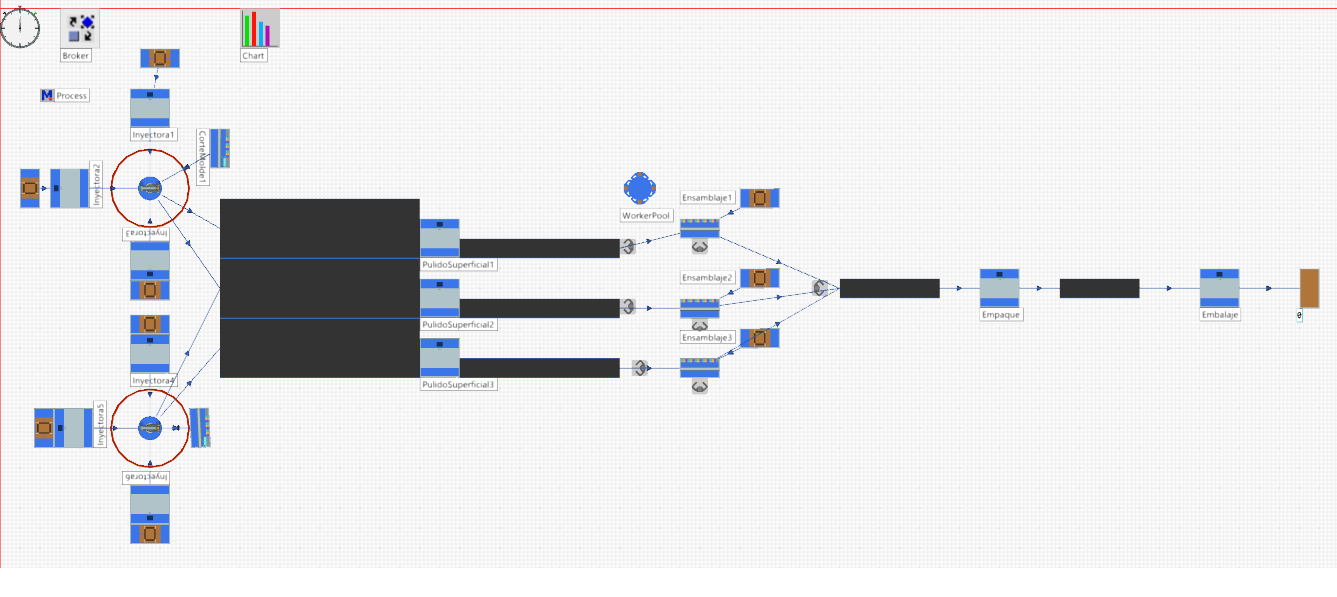 Broker
Chart
M Process
Inyectora1
CorteMolde1
Inyectora2
Inyectora3
WorkerPool
Ensamblaje1
PulidoSuperficial1
Ensamblaje2
Empaque
Embalaje
0
PulidoSuperficial2
Ensamblaje3
Inyectora4
PulidoSuperficial3
Inyectora5
Inyectora6